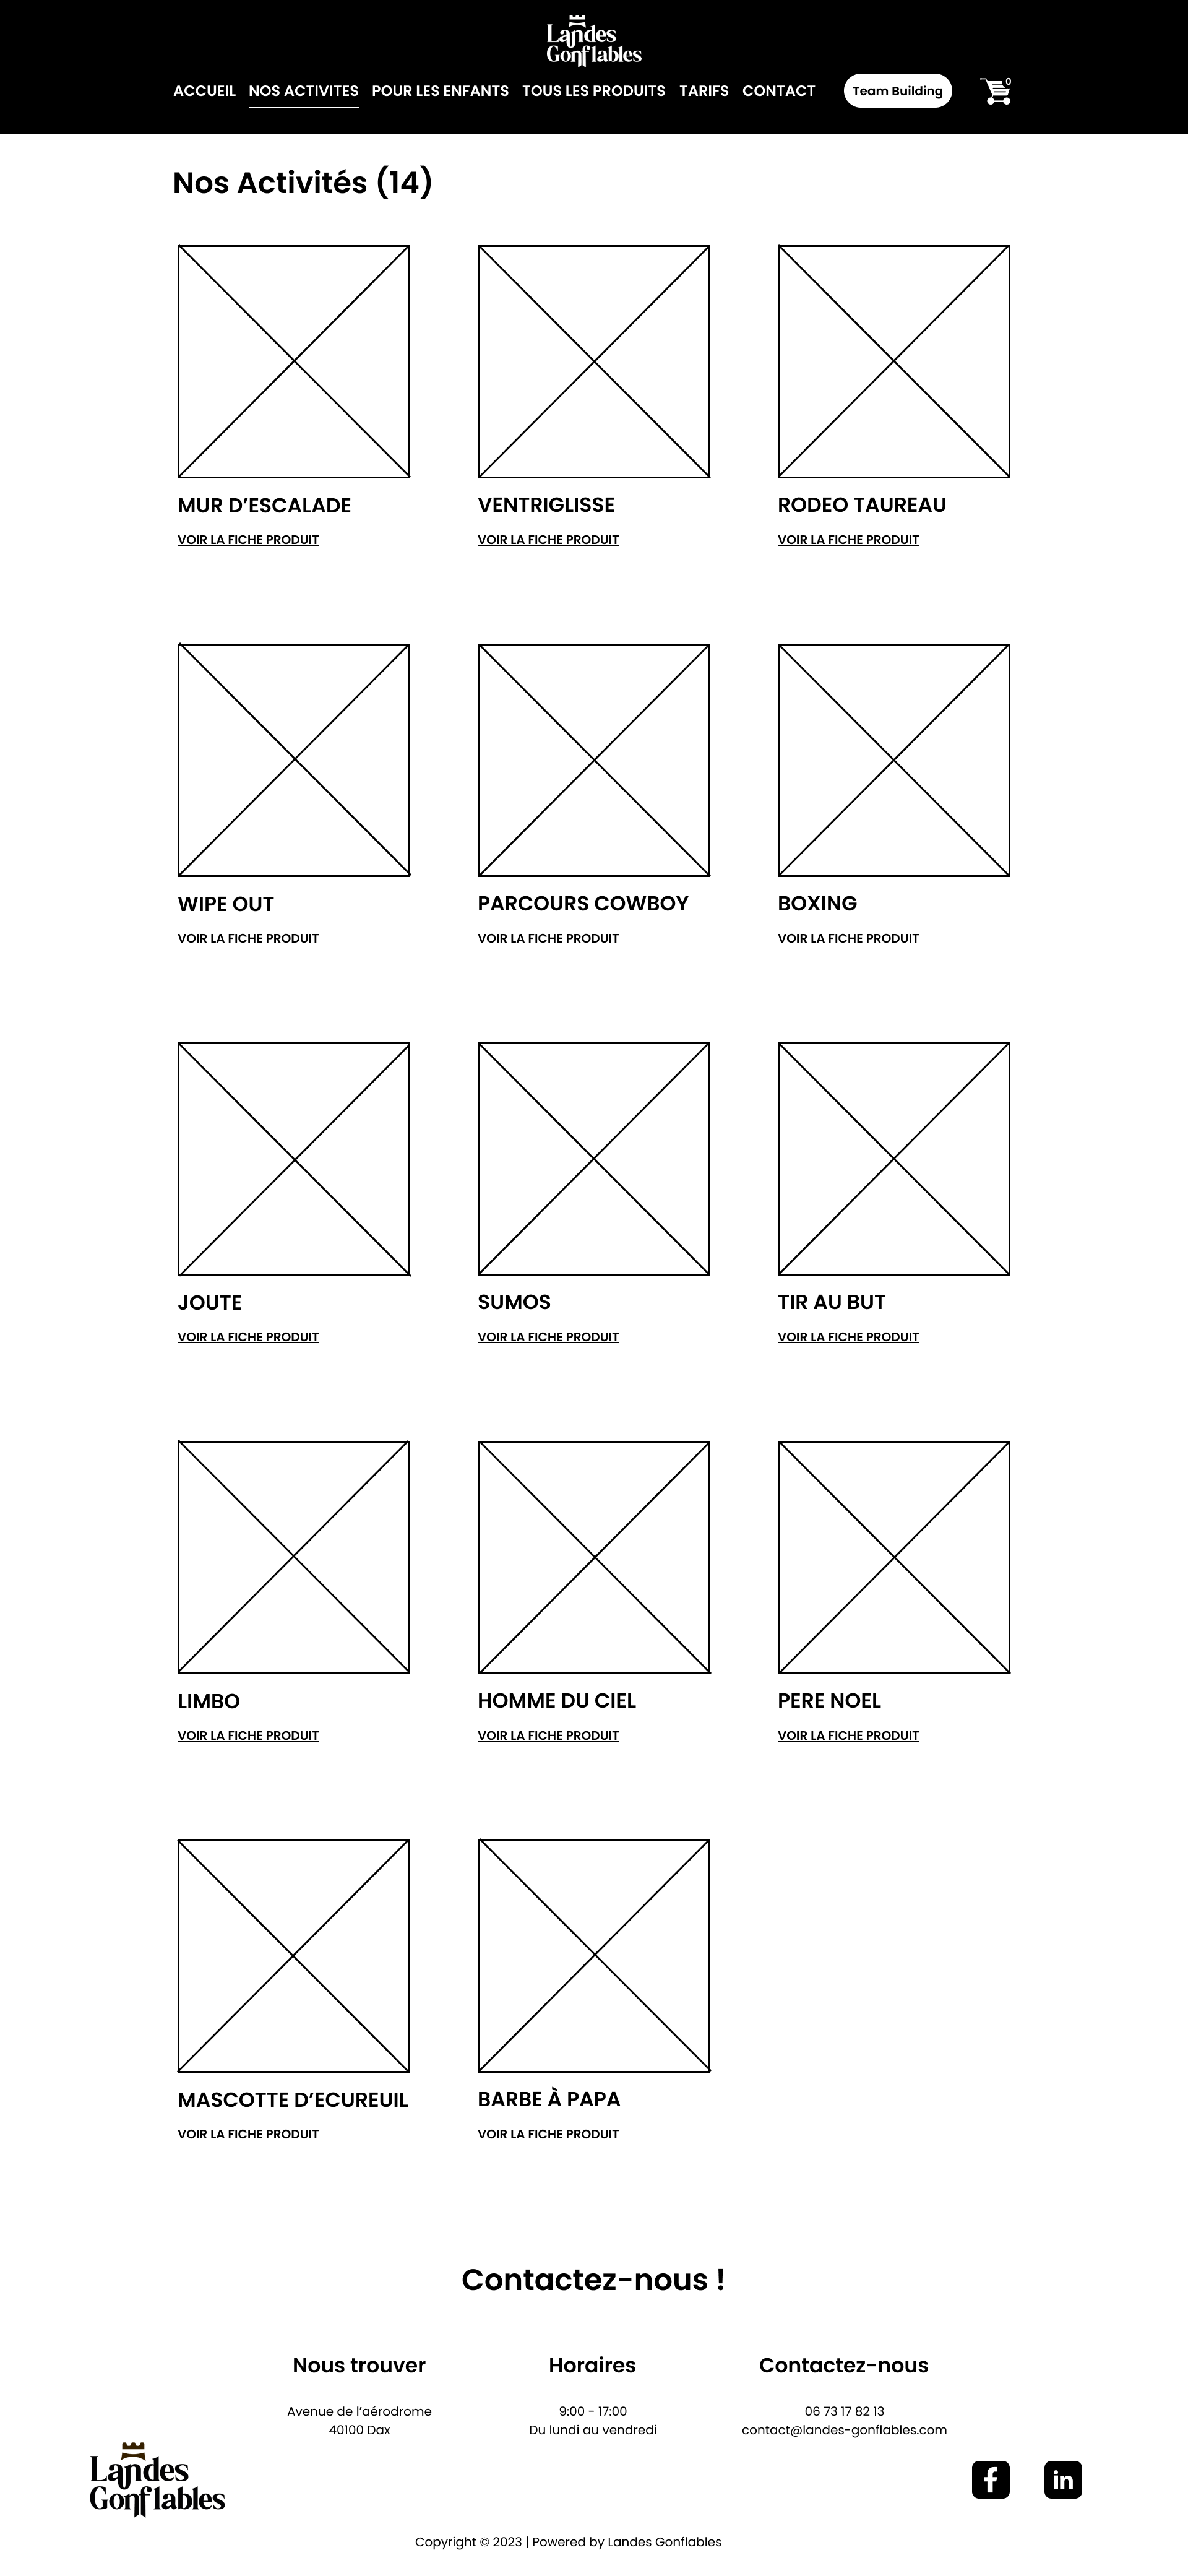 Landes
Gonflables
ACCUEIL NOS ACTIVITES POUR LES ENFANTS TOUS LES PRODUITS TARIFS CONTACT Team Building 0
Nos Activités (14)
MUR D’ESCALADE VENTRIGLISSE RODEO TAUREAU
VOIR LA FICHE PRODUIT VOIR LA FICHE PRODUIT VOIR LA FICHE PRODUIT
WIPE OUT PARCOURS COWBOY BOXING
VOIR LA FICHE PRODUIT VOIR LA FICHE PRODUIT VOIR LA FICHE PRODUIT
JOUTE SUMOS TIR AU BUT
VOIR LA FICHE PRODUIT VOIR LA FICHE PRODUIT VOIR LA FICHE PRODUIT
LIMBO HOMME DU CIEL PERE NOEL
VOIR LA FICHE PRODUIT VOIR LA FICHE PRODUIT VOIR LA FICHE PRODUIT
MASCOTTE D’ECUREUIL BARBE À PAPA
VOIR LA FICHE PRODUIT VOIR LA FICHE PRODUIT
Contactez-nous !
Nous trouver Horaires Contactez-nous
Avenue de l’aérodrome 9:00 - 17:00 06 73 17 82 13
40100 Dax Du lundi au vendredi contact@landes-gonflables.com
Landes
Gonflables
f in
Copyright © 2023 | Powered by Landes Gonflables